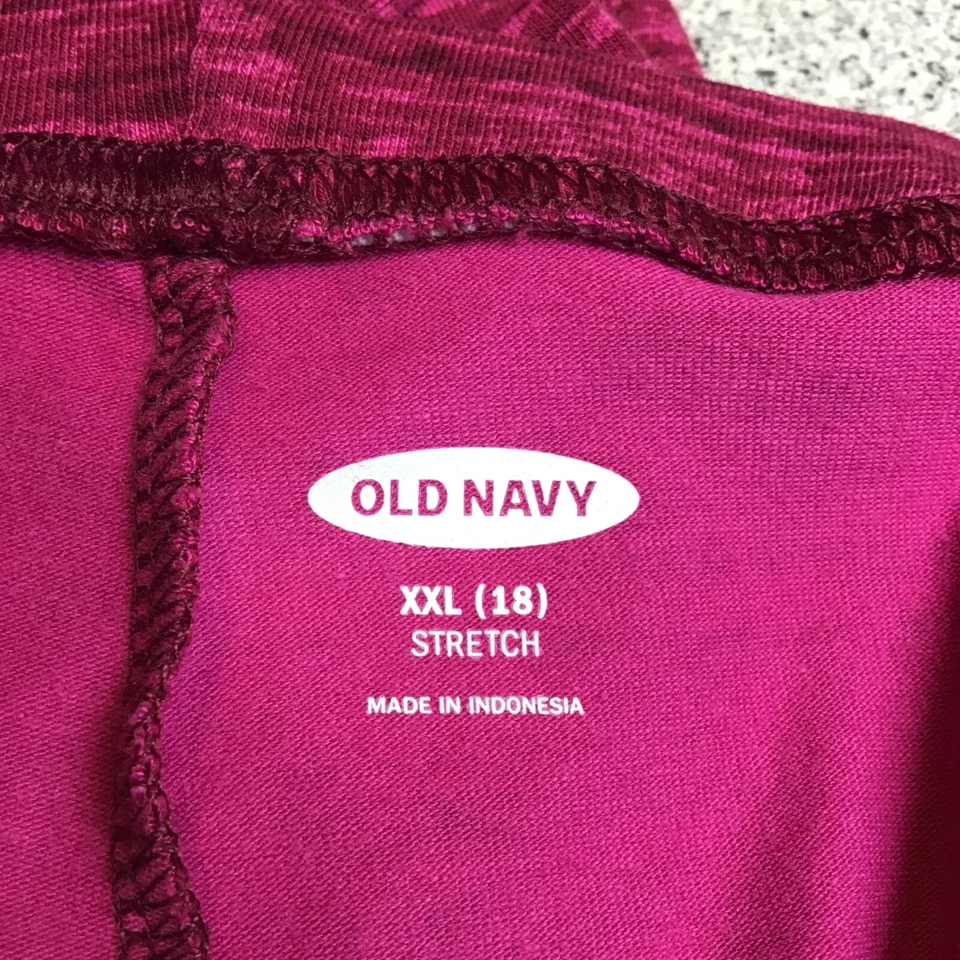 OLD NAVY
XXL (18)
STRETCH
MADE IN INDONESIA